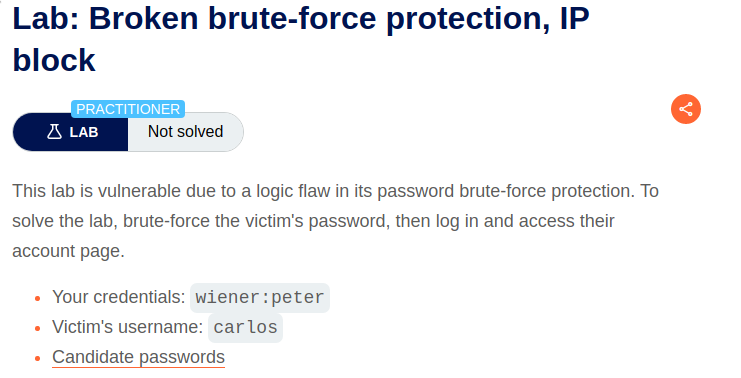 Lab: Broken brute-force protection, IP
block
PRACTITIONER
LAB Not solved
This lab is vulnerable due to a logic flaw in its password brute-force protection. To
solve the lab, brute-force the victim's password, then log in and access their
account page.
Your credentials: wiener:peter
Victim's username: carlos
Candidate passwords